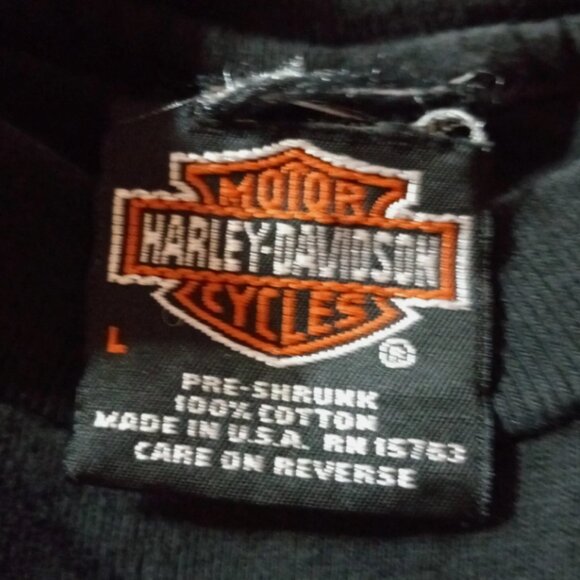 MOTOR
HARLEY-DAVIDSON
CYCLES
®
L
PRE-SHRUNK
100% COTTON
MADE IN U.S.A. RN 15763
CARE ON REVERSE